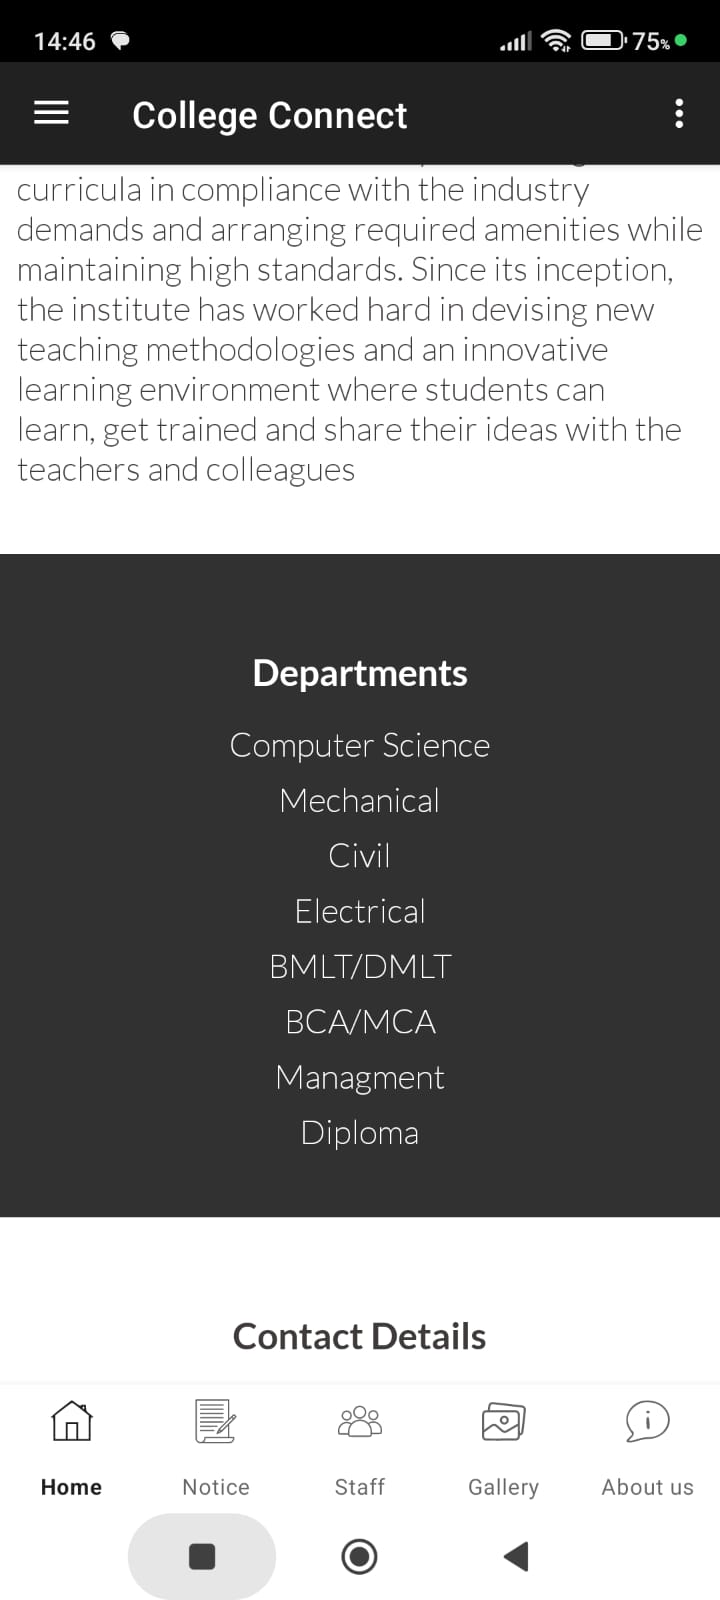 14:46
75%
College Connect
curricula in compliance with the industry
demands and arranging required amenities while
maintaining high standards. Since its inception,
the institute has worked hard in devising new
teaching methodologies and an innovative
learning environment where students can
learn, get trained and share their ideas with the
teachers and colleagues
Departments
Computer Science
Mechanical
Civil
Electrical
BMLT/DMLT
BCA/MCA
Managment
Diploma
Contact Details
Home Notice Staff Gallery About us